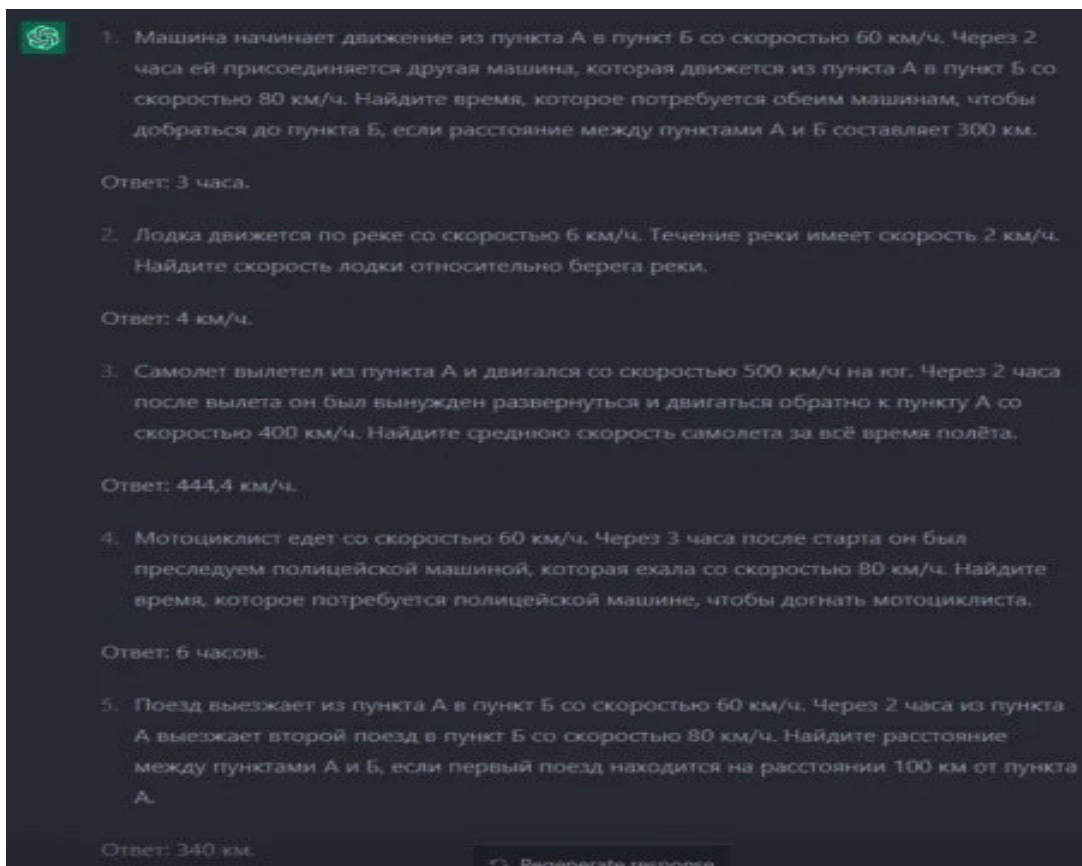 1. Машина начинает движение из пункта А в пункт Б со скоростью 60 км/ч. Через 2
часа ей присоединяется другая машина, которая движется из пункта А в пункт Б со
скоростью 80 км/ч. Найдите время, которое потребуется обеим машинам, чтобы
добраться до пункта Б, если расстояние между пунктами А и Б составляет 300 км.
Ответ: 3 часа.
2. Лодка движется по реке со скоростью 6 км/ч. Течение реки имеет скорость 2 км/ч.
Найдите скорость лодки относительно берега реки.
Ответ: 4 км/ч.
3. Самолет вылетел из пункта А и двигался со скоростью 500 км/ч на юг. Через 2 часа
после вылета он был вынужден развернуться и двигаться обратно к пункту А со
скоростью 400 км/ч. Найдите среднюю скорость самолета за всё время полёта.
Ответ: 444,4 км/ч.
4. Мотоциклист едет со скоростью 60 км/ч. Через 3 часа после старта он был
преследуем полицейской машиной, которая ехала со скоростью 80 км/ч. Найдите
время, которое потребуется полицейской машине, чтобы догнать мотоциклиста.
Ответ: 6 часов.
5. Поезд выезжает из пункта А в пункт Б со скоростью 60 км/ч. Через 2 часа из пункта
А выезжает второй поезд в пункт Б со скоростью 80 км/ч. Найдите расстояние
между пунктами А и Б, если первый поезд находится на расстоянии 100 км от пункта
А.
Ответ: 340 км.
Regenerate response